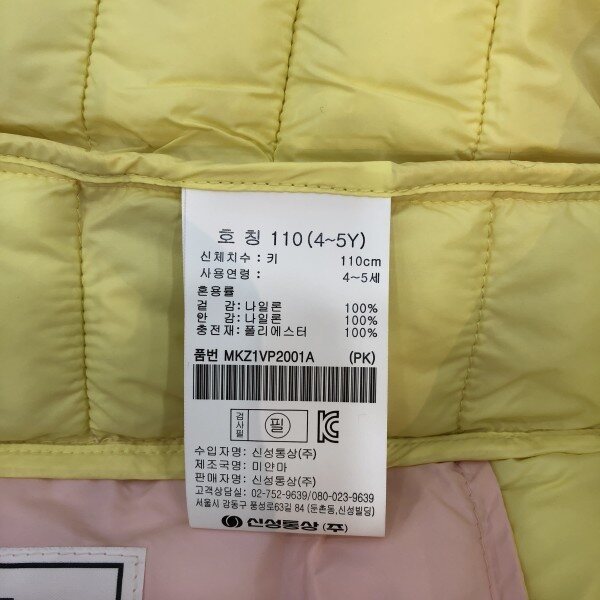 호 칭 110(4~5Y)
신체치수 : 키 110cm
사용연령 : 4~5세
혼용률
겉 감: 나일론 100%
안 감: 나일론 100%
충전재: 폴리에스터 100%
품번 MKZ1VP2001A (PK)
검사필 필
수입자명: 신성통상(주)
제조국명: 미얀마
판매자명: 신성통상(주)
고객상담실: 02-752-9639/080-023-9639
서울시 강동구 풍성로63길 84 (둔촌동,신성빌딩)
신성통상 (주)